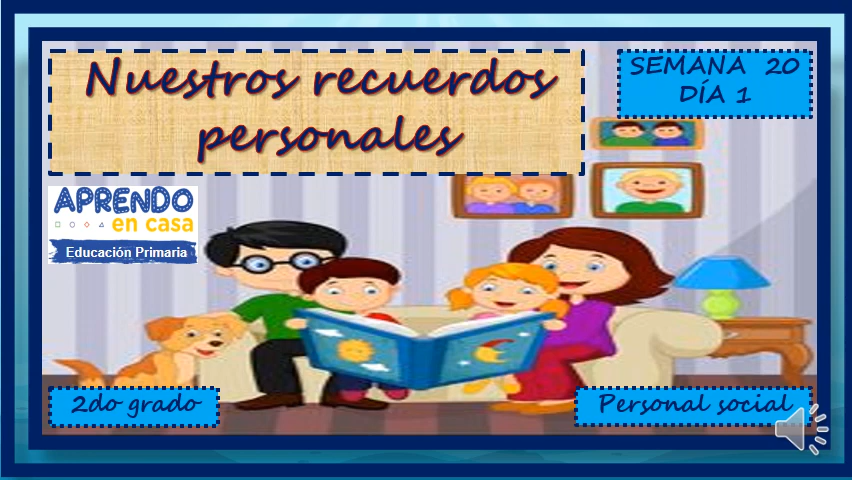 Nuestros recuerdos
personales
SEMANA 20
DÍA 1
APRENDO
en casa
Educación Primaria
2do grado
Personal social